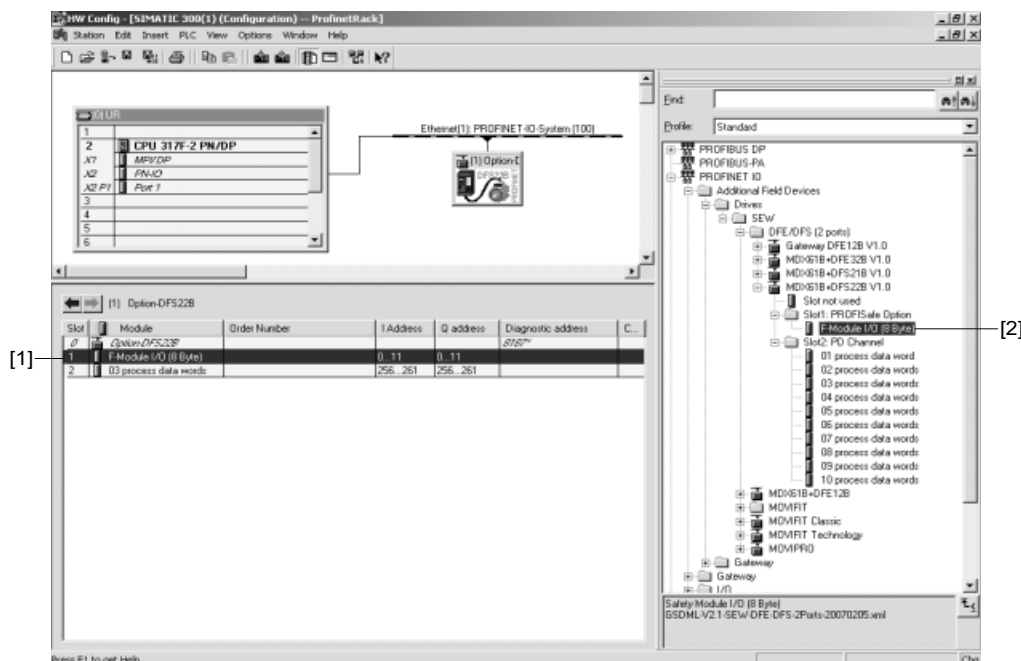 HW Config - [SIMATIC 300(1) (Configuration) -- ProfinetRack]
Station Edit Insert PLC View Options Window Help
(0) UR
1
2 CPU 317F-2 PN/DP
X1 MPI/DP
X2 PN-IO
X2 P1 Port 1
3
4
5
6
Ethernet(1): PROFINET-IO-System (100)
(1) Option-D
DFS22B
PROFINET
(1) Option-DFS22B
Slot Module Order Number I Address Q address Diagnostic address C...
0 Option-DFS22B 8187*
1 F-Module I/O (8 Byte) 0...11 0...11
2 03 process data words 256...261 256...261
[1]
Find:
Profile: Standard
PROFIBUS DP
PROFIBUS-PA
PROFINET IO
Additional Field Devices
Drives
SEW
DFE/DFS (2 ports)
Gateway DFE12B V1.0
MDX61B+DFE32B V1.0
MDX61B+DFS21B V1.0
MDX61B+DFS22B V1.0
Slot not used
Slot1: PROFISafe Option
F-Module I/O (8 Byte)
[2]
Slot2: PD Channel
01 process data word
02 process data words
03 process data words
04 process data words
05 process data words
06 process data words
07 process data words
08 process data words
09 process data words
10 process data words
MDX61B+DFE12B
MOVIFIT
MOVIFIT Classic
MOVIFIT Technology
MOVIPRO
Gateway
Gateway
I/O
Safety Module I/O (8 Byte)
GSDML-V2.1-SEW-DFE-DFS-2Ports-20070205.xml
Press F1 to get Help.
Chg